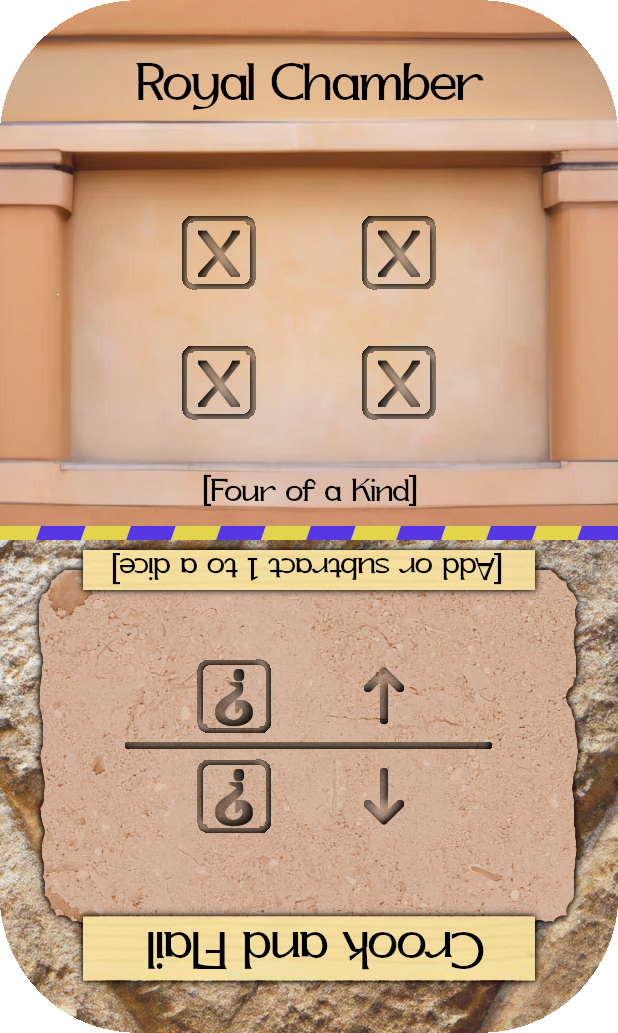 Royal Chamber
X X
X X
[Four of a Kind]
Crook and Flail
? ↑
? ↓
[Add or subtract 1 to a dice]